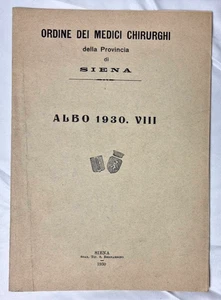 ORDINE DEI MEDICI CHIRURGHI
della Provincia
di
SIENA
ALBO 1930. VIII
SIENA
1930